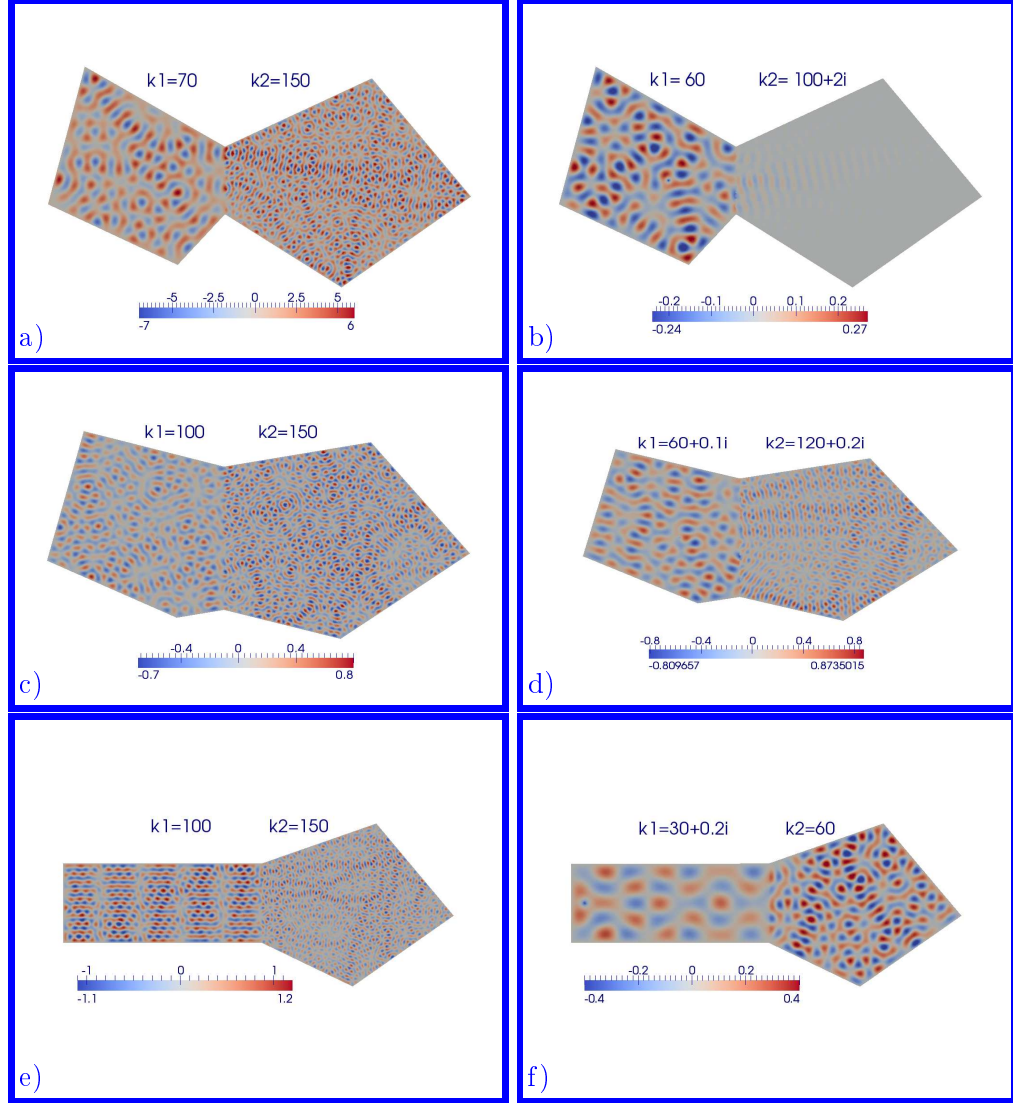 k1=70 k2=150
-5 -2.5 0 2.5 5
-7 6
a)
k1= 60 k2= 100+2i
-0.2 -0.1 0 0.1 0.2
-0.24 0.27
b)
k1=100 k2=150
-0.4 0 0.4
-0.7 0.8
c)
k1=60+0.1i k2=120+0.2i
-0.8 -0.4 0 0.4 0.8
-0.809657 0.8735015
d)
k1=100 k2=150
-1 0 1
-1.1 1.2
e)
k1=30+0.2i k2=60
-0.2 0 0.2
-0.4 0.4
f)